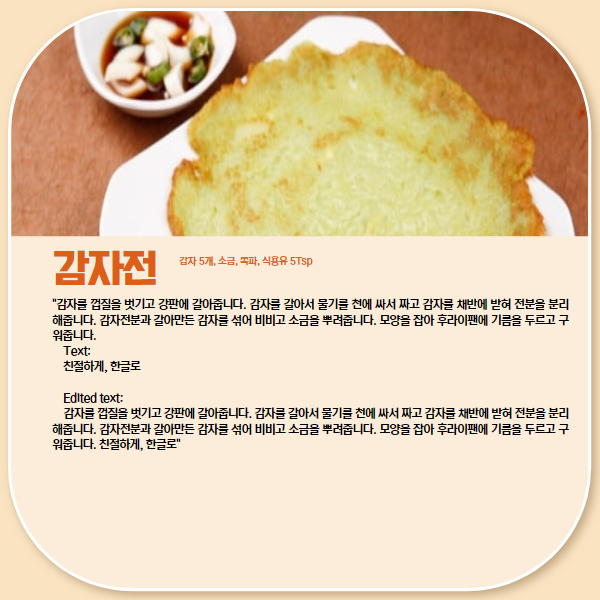 감자전
감자 5개, 소금, 쪽파, 식용유 5Tsp
"감자를 껍질을 벗기고 강판에 갈아줍니다. 감자를 갈아서 물기를 천에 싸서 짜고 감자를 채반에 받혀 전분을 분리
해줍니다. 감자전분과 갈아만든 감자를 섞어 비비고 소금을 뿌려줍니다. 모양을 잡아 후라이팬에 기름을 두르고 구
워줍니다.
Text:
친절하게, 한글로
Edited text:
감자를 껍질을 벗기고 강판에 갈아줍니다. 감자를 갈아서 물기를 천에 싸서 짜고 감자를 채반에 받혀 전분을 분리
해줍니다. 감자전분과 갈아만든 감자를 섞어 비비고 소금을 뿌려줍니다. 모양을 잡아 후라이팬에 기름을 두르고 구
워줍니다. 친절하게, 한글로"